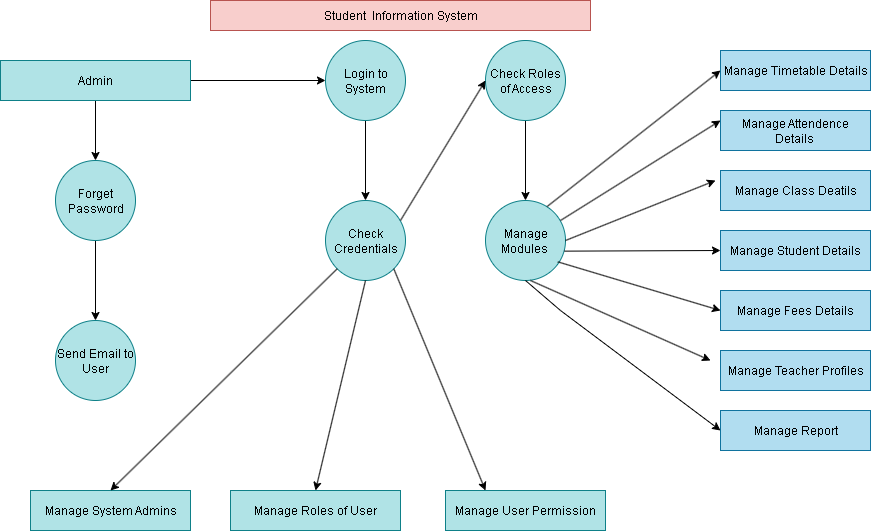 Student Information System
Admin
Login to
System
Check Roles
of Access
Manage Timetable Details
Manage Attendence
Details
Forget
Password
Manage Class Deatils
Check
Credentials
Manage
Modules
Manage Student Details
Manage Fees Details
Send Email to
User
Manage Teacher Profiles
Manage Report
Manage System Admins
Manage Roles of User
Manage User Permission